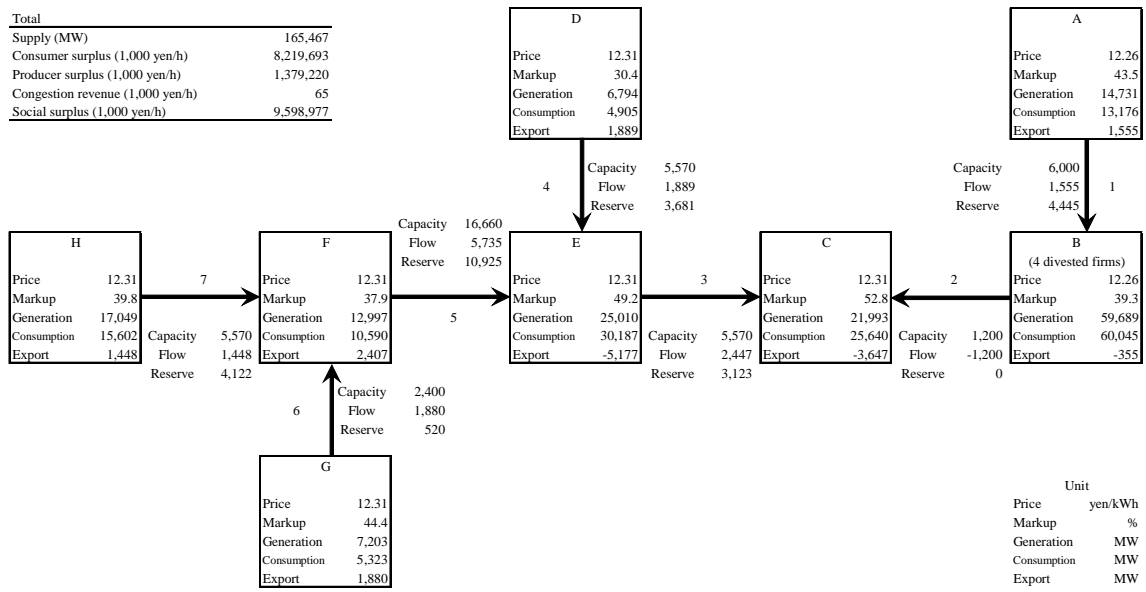 Total
Supply (MW) 165,467
Consumer surplus (1,000 yen/h) 8,219,693
Producer surplus (1,000 yen/h) 1,379,220
Congestion revenue (1,000 yen/h) 65
Social surplus (1,000 yen/h) 9,598,977
D
Price 12.31
Markup 30.4
Generation 6,794
Consumption 4,905
Export 1,889
A
Price 12.26
Markup 43.5
Generation 14,731
Consumption 13,176
Export 1,555
4
Capacity 5,570
Flow 1,889
Reserve 3,681
Capacity 6,000
Flow 1,555
Reserve 4,445
1
H
Price 12.31
Markup 39.8
Generation 17,049
Consumption 15,602
Export 1,448
7
Capacity 5,570
Flow 1,448
Reserve 4,122
F
Price 12.31
Markup 37.9
Generation 12,997
Consumption 10,590
Export 2,407
Capacity 16,660
Flow 5,735
Reserve 10,925
5
E
Price 12.31
Markup 49.2
Generation 25,010
Consumption 30,187
Export -5,177
3
Capacity 5,570
Flow 2,447
Reserve 3,123
C
Price 12.31
Markup 52.8
Generation 21,993
Consumption 25,640
Export -3,647
2
Capacity 1,200
Flow -1,200
Reserve 0
B
(4 divested firms)
Price 12.26
Markup 39.3
Generation 59,689
Consumption 60,045
Export -355
6
Capacity 2,400
Flow 1,880
Reserve 520
G
Price 12.31
Markup 44.4
Generation 7,203
Consumption 5,323
Export 1,880
Unit
Price yen/kWh
Markup %
Generation MW
Consumption MW
Export MW